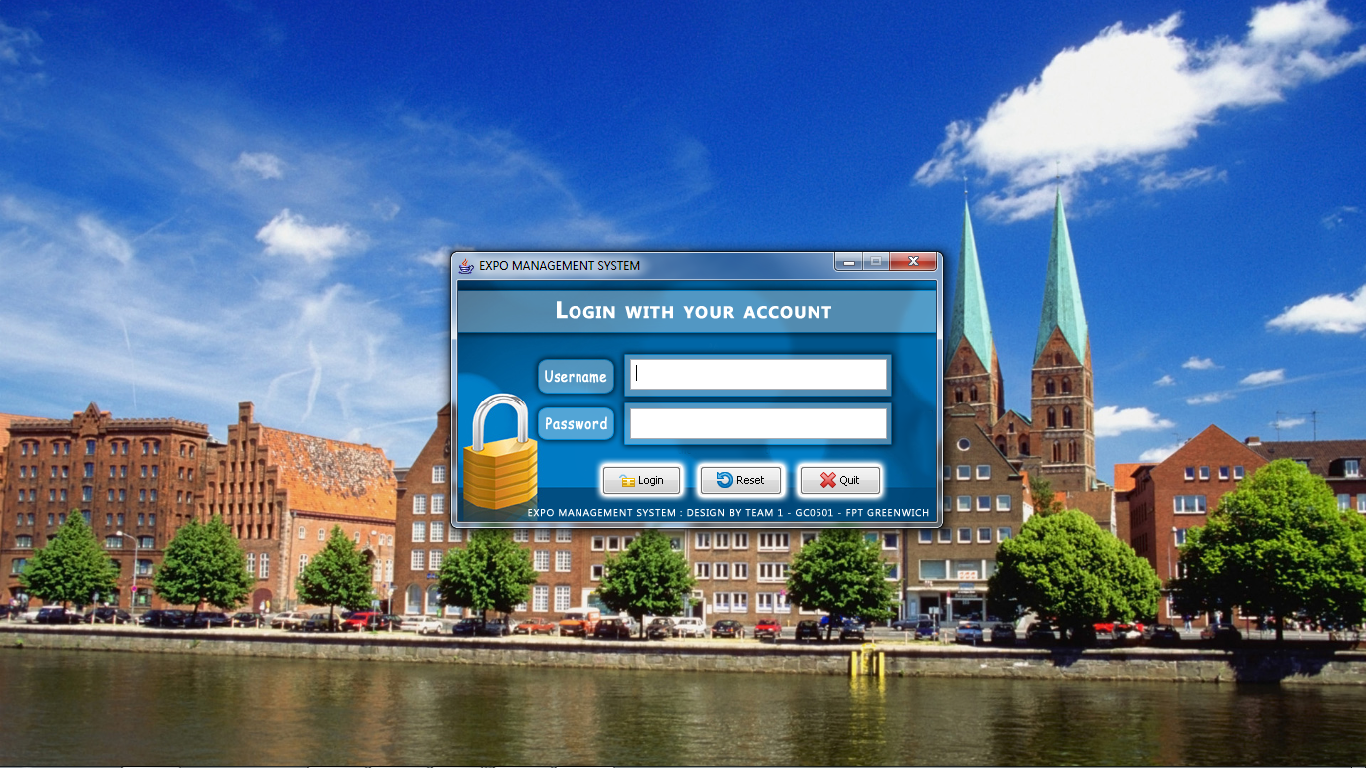 EXPO MANAGEMENT SYSTEM
Login with your account
Username
Password
Login
Reset
Quit
EXPO MANAGEMENT SYSTEM : DESIGN BY TEAM 1 - GC0501 - FPT GREENWICH